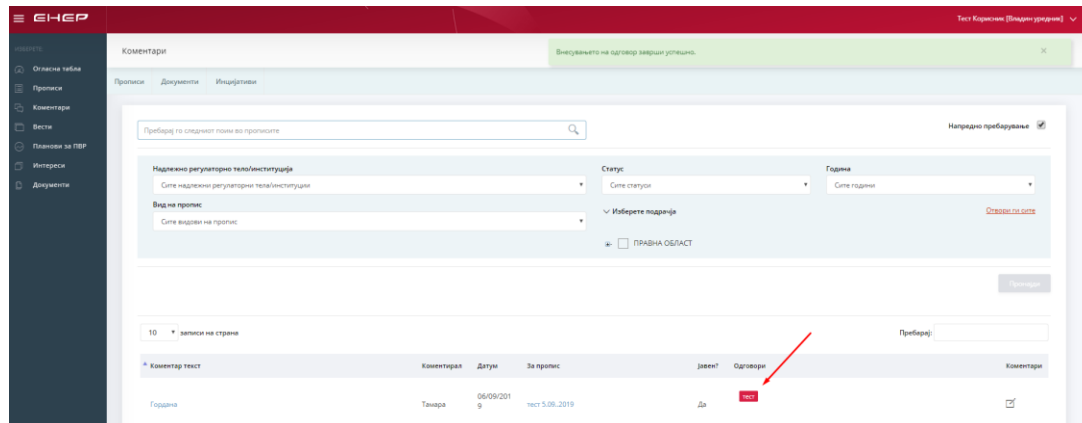 ЕНЕР
Тест Корисник [Владин уредник]
ИЗБЕРЕТЕ
Огласна табла
Прописи
Коментари
Вести
Планови за ПВР
Интереси
Документи
Коментари
Внесувањето на одговор заврши успешно.
Прописи Документи Иницијативи
Пребарај го следниот поим во прописите
Напредно пребарување
Надлежно регулаторно тело/институција
Статус
Година
Сите надлежни регулаторни тела/институции
Сите статуси
Сите години
Вид на пропис
Изберете подрачја
Отвори ги сите
Сите видови на пропис
ПРАВНА ОБЛАСТ
Пронајди
10 записи на страна
Пребарај:
Коментар текст Коментирал Датум За пропис Јавен? Одговори Коментари
Гордана Тамара 06/09/201
9 тест 5.09..2019 Да тест